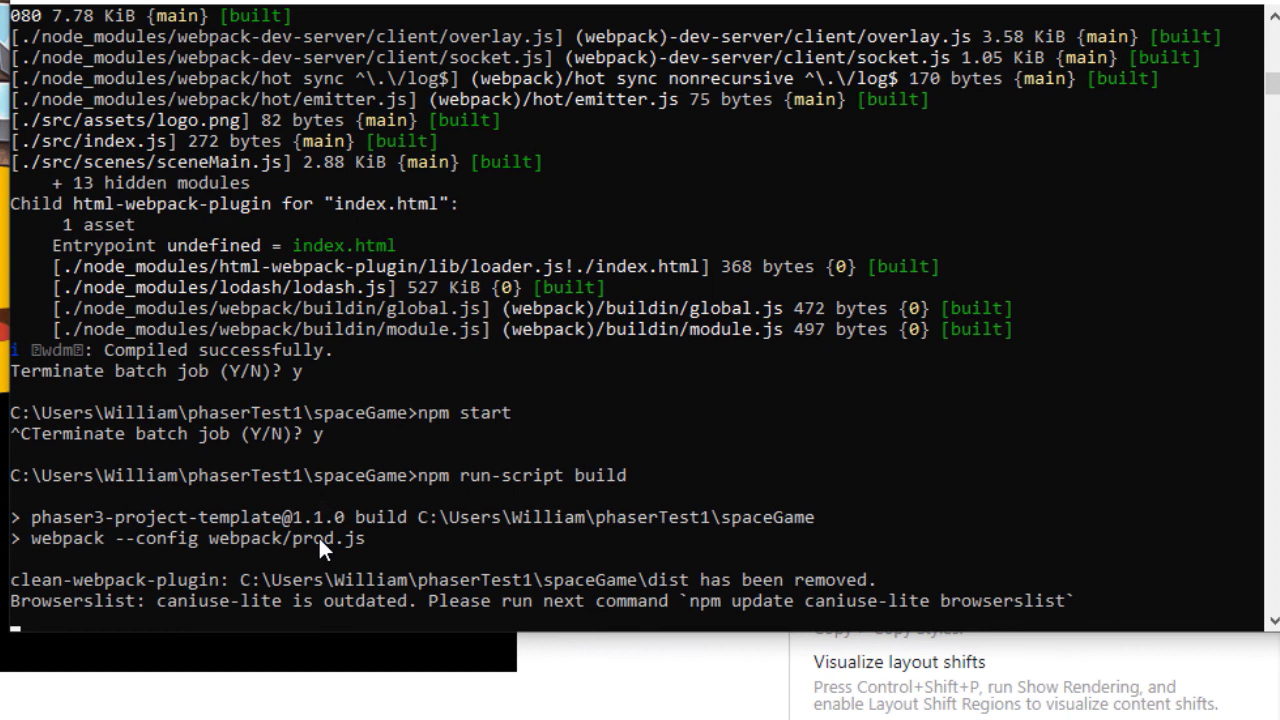 080 7.78 KiB {main} [built]
[./node_modules/webpack-dev-server/client/overlay.js] (webpack)-dev-server/client/overlay.js 3.58 KiB {main} [built]
[./node_modules/webpack-dev-server/client/socket.js] (webpack)-dev-server/client/socket.js 1.05 KiB {main} [built]
[./node_modules/webpack/hot sync ^\.\/log$] (webpack)/hot sync nonrecursive ^\.\/log$ 170 bytes {main} [built]
[./node_modules/webpack/hot/emitter.js] (webpack)/hot/emitter.js 75 bytes {main} [built]
[./src/assets/logo.png] 82 bytes {main} [built]
[./src/index.js] 272 bytes {main} [built]
[./src/scenes/sceneMain.js] 2.88 KiB {main} [built]
+ 13 hidden modules
Child html-webpack-plugin for "index.html":
1 asset
Entrypoint undefined = index.html
[./node_modules/html-webpack-plugin/lib/loader.js!./index.html] 368 bytes {0} [built]
[./node_modules/lodash/lodash.js] 527 KiB {0} [built]
[./node_modules/webpack/buildin/global.js] (webpack)/buildin/global.js 472 bytes {0} [built]
[./node_modules/webpack/buildin/module.js] (webpack)/buildin/module.js 497 bytes {0} [built]
i wdm: Compiled successfully.
Terminate batch job (Y/N)? y
C:\Users\William\phaserTest1\spaceGame>npm start
^CTerminate batch job (Y/N)? y
C:\Users\William\phaserTest1\spaceGame>npm run-script build
> phaser3-project-template@1.1.0 build C:\Users\William\phaserTest1\spaceGame
> webpack --config webpack/prod.js
clean-webpack-plugin: C:\Users\William\phaserTest1\spaceGame\dist has been removed.
Browserslist: caniuse-lite is outdated. Please run next command `npm update caniuse-lite browserslist`
Visualize layout shifts
Press Control+Shift+P, run Show Rendering, and
enable Layout Shift Regions to visualize content shifts.